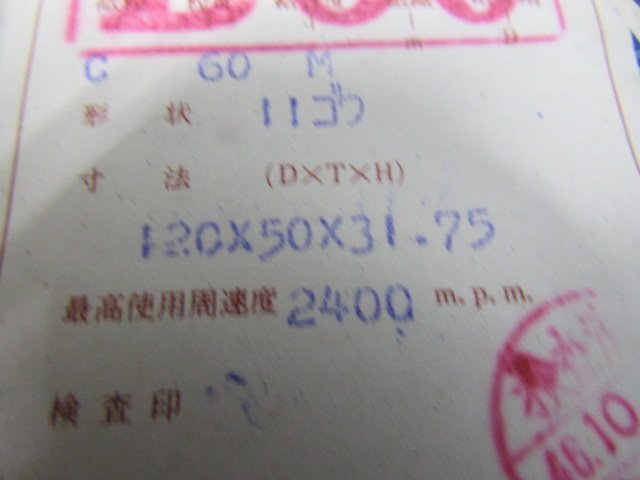 C 60 M
形状 11ゴウ
寸法 (D×T×H)
120X50X31.75
最高使用周速度 2400 m.p.m.
検査印
46.10